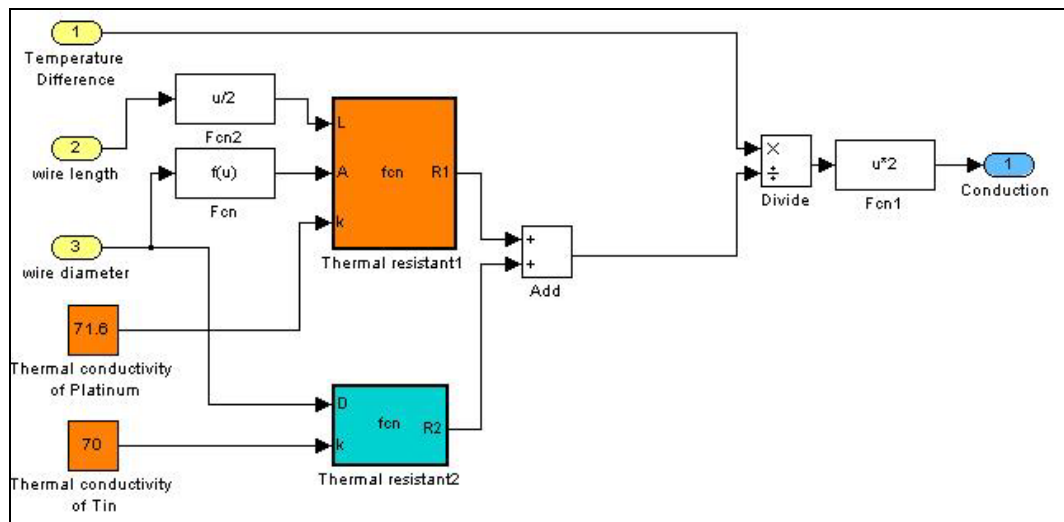 1
Temperature
Difference
u/2
Fcn2
2
wire length
f(u)
Fcn
3
wire diameter
L
A
k
fcn
R1
Thermal resistant1
71.6
Thermal conductivity
of Platinum
70
Thermal conductivity
of Tin
D
k
fcn
R2
Thermal resistant2
+
+
Add
×
÷
Divide
u*2
Fcn1
1
Conduction